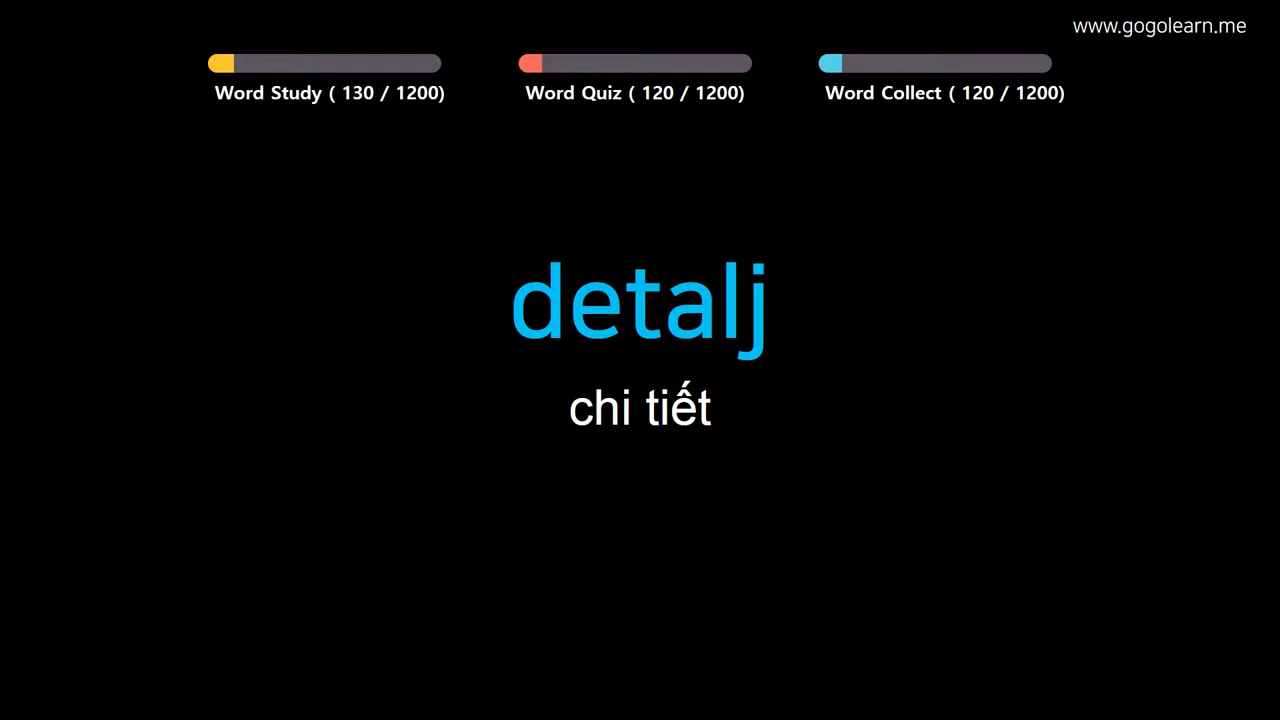 www.gogolearn.me
Word Study ( 130 / 1200)
Word Quiz ( 120 / 1200)
Word Collect ( 120 / 1200)
detalj
chi tiết